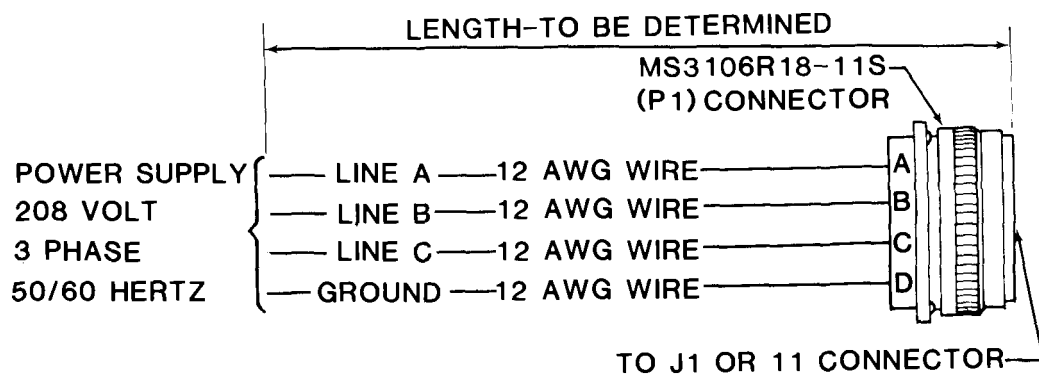 LENGTH-TO BE DETERMINED
MS3106R18-11S
(P1) CONNECTOR
POWER SUPPLY
208 VOLT
3 PHASE
50/60 HERTZ
LINE A 12 AWG WIRE A
LINE B 12 AWG WIRE B
LINE C 12 AWG WIRE C
GROUND 12 AWG WIRE D
TO J1 OR 11 CONNECTOR